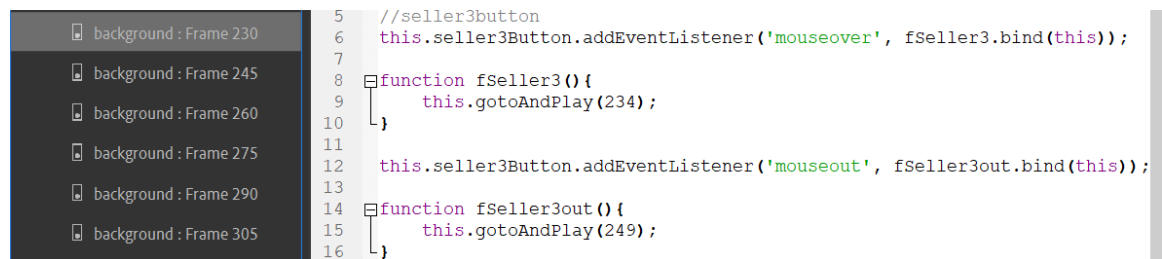 background : Frame 230
background : Frame 245
background : Frame 260
background : Frame 275
background : Frame 290
background : Frame 305
5 //seller3button
6 this.seller3Button.addEventListener('mouseover', fSeller3.bind(this));
7
8 function fSeller3(){
9 this.gotoAndPlay(234);
10 }
11
12 this.seller3Button.addEventListener('mouseout', fSeller3out.bind(this));
13
14 function fSeller3out(){
15 this.gotoAndPlay(249);
16 }